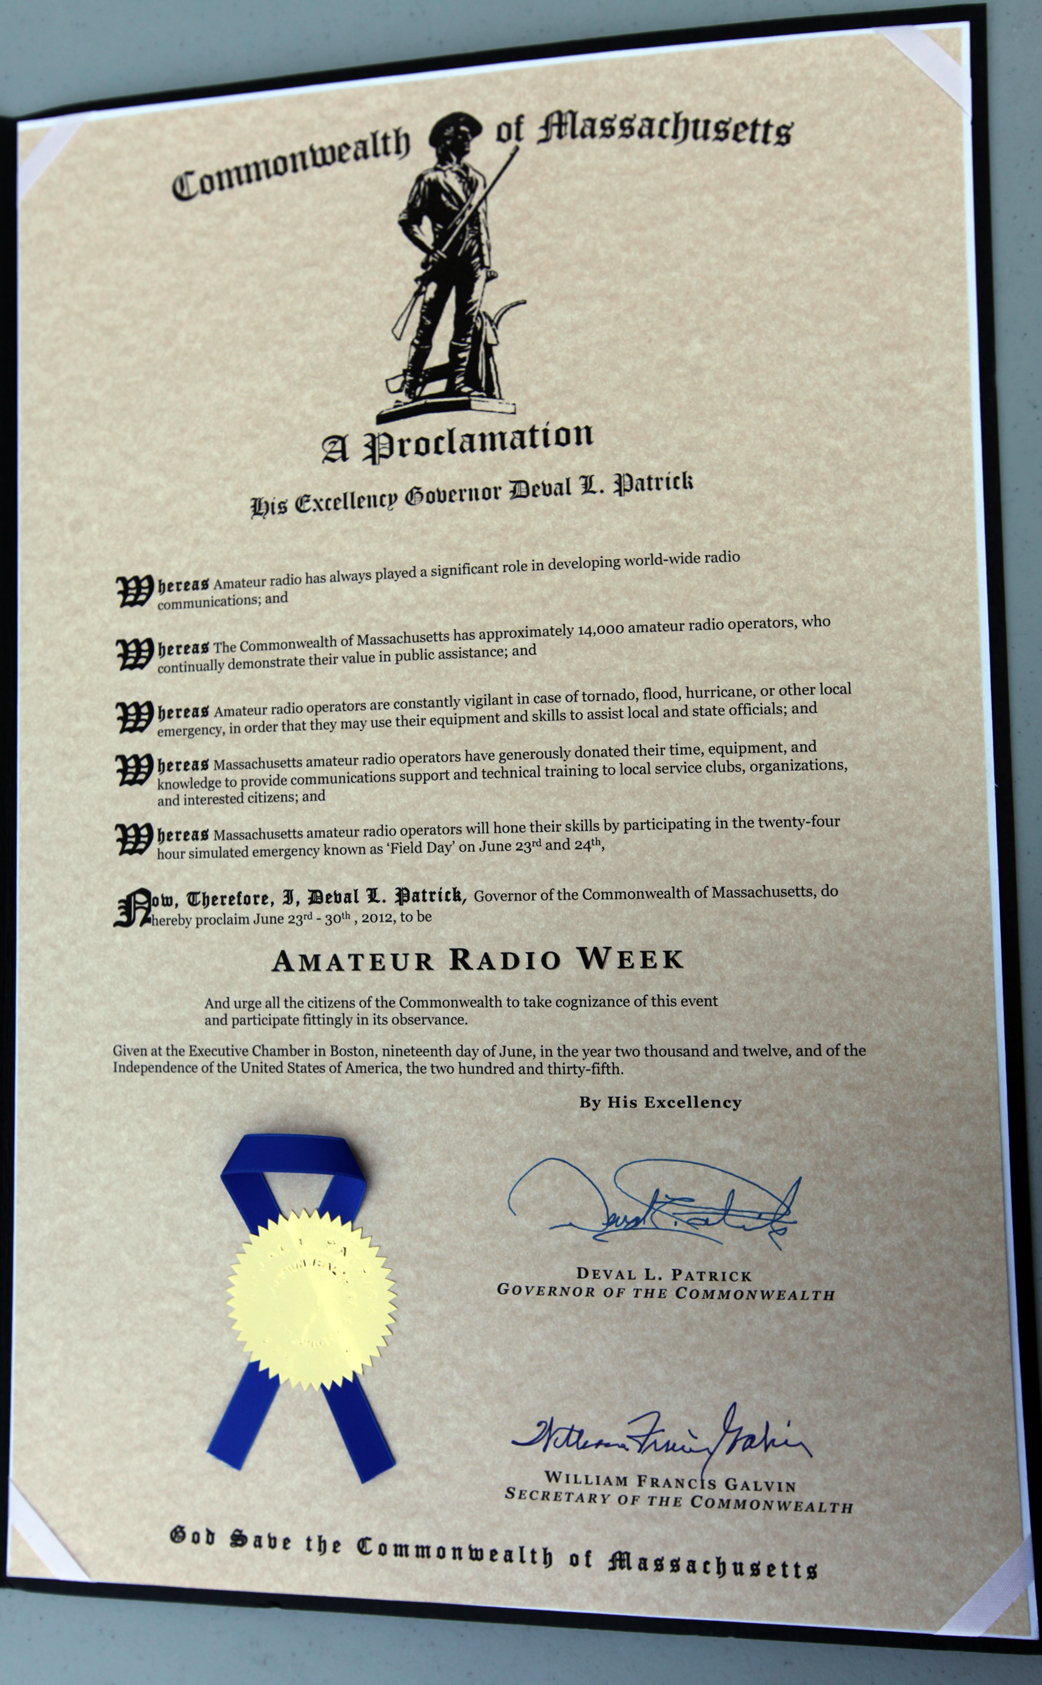 Commonwealth of Massachusetts
A Proclamation
His Excellency Governor Deval L. Patrick
Whereas Amateur radio has always played a significant role in developing world-wide radio
communications; and
Whereas The Commonwealth of Massachusetts has approximately 14,000 amateur radio operators, who
continually demonstrate their value in public assistance; and
Whereas Amateur radio operators are constantly vigilant in case of tornado, flood, hurricane, or other local
emergency, in order that they may use their equipment and skills to assist local and state officials; and
Whereas Massachusetts amateur radio operators have generously donated their time, equipment, and
knowledge to provide communications support and technical training to local service clubs, organizations,
and interested citizens; and
Whereas Massachusetts amateur radio operators will hone their skills by participating in the twenty-four
hour simulated emergency known as ‘Field Day’ on June 23rd and 24th,
Now, Therefore, I, Deval L. Patrick, Governor of the Commonwealth of Massachusetts, do
hereby proclaim June 23rd - 30th , 2012, to be
AMATEUR RADIO WEEK
And urge all the citizens of the Commonwealth to take cognizance of this event
and participate fittingly in its observance.
Given at the Executive Chamber in Boston, nineteenth day of June, in the year two thousand and twelve, and of the
Independence of the United States of America, the two hundred and thirty-fifth.
By His Excellency
Deval L. Patrick
DEVAL L. PATRICK
GOVERNOR OF THE COMMONWEALTH
William Francis Galvin
WILLIAM FRANCIS GALVIN
SECRETARY OF THE COMMONWEALTH
God Save the Commonwealth of Massachusetts